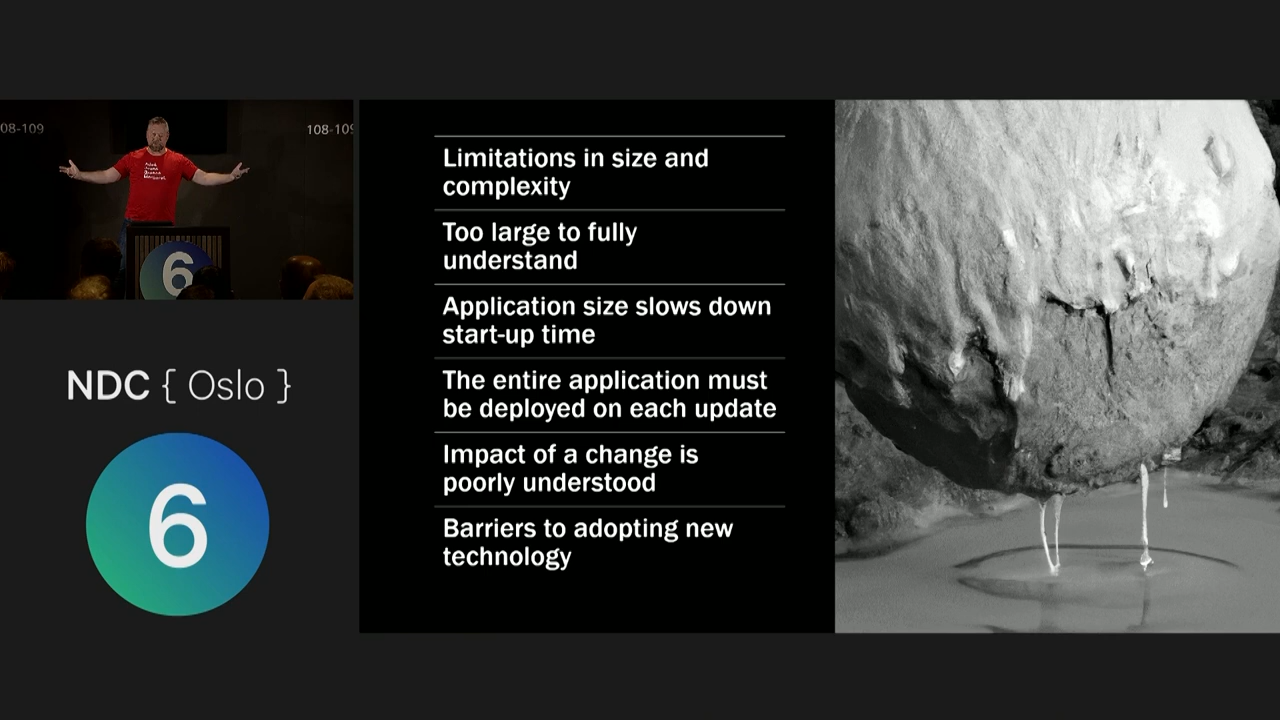 08-109
108-109
6
NDC { Oslo }
6
Limitations in size and
complexity
Too large to fully
understand
Application size slows down
start-up time
The entire application must
be deployed on each update
Impact of a change is
poorly understood
Barriers to adopting new
technology